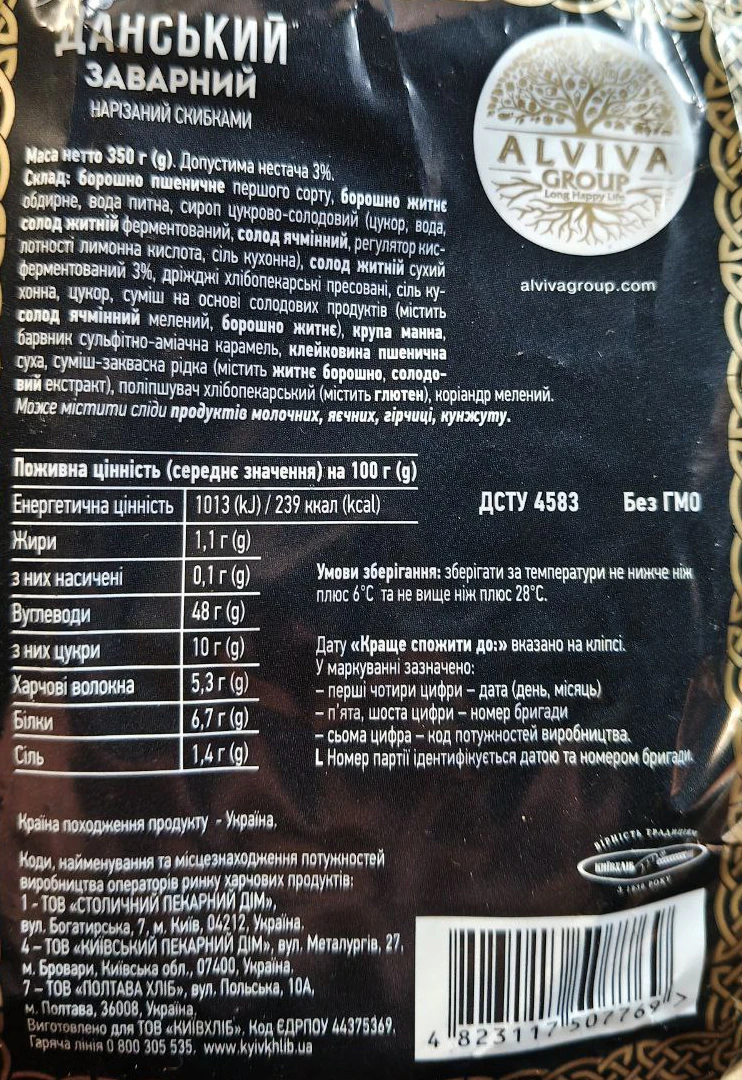 ДАНСЬКИЙ
ЗАВАРНИЙ
НАРІЗАНИЙ СКИБКАМИ
Маса нетто 350 г (g). Допустима нестача 3%.
Склад: борошно пшеничне першого сорту, борошно житнє
обдирне, вода питна, сироп цукрово-солодовий (цукор, вода,
солод житній ферментований, солод ячмінний, регулятор кис-
лотності лимонна кислота, сіль кухонна), солод житній сухий
ферментований 3%, дріжджі хлібопекарські пресовані, сіль ку-
хонна, цукор, суміш на основі солодових продуктів (містить
солод ячмінний мелений, борошно житнє), крупа манна,
барвник сульфітно-аміачна карамель, клейковина пшенична
суха, суміш-закваска рідка (містить житнє борошно, солодо-
вий екстракт), поліпшувач хлібопекарський (містить глютен), коріандр мелений.
Може містити сліди продуктів молочних, яєчних, гірчиці, кунжуту.
ALVIVA
GROUP
Long Happy Life
alvivagroup.com
Поживна цінність (середнє значення) на 100 г (g)
Енергетична цінність 1013 (kJ) / 239 ккал (kcal)
Жири 1,1 г (g)
з них насичені 0,1 г (g)
Вуглеводи 48 г (g)
з них цукри 10 г (g)
Харчові волокна 5,3 г (g)
Білки 6,7 г (g)
Сіль 1,4 г (g)
ДСТУ 4583 Без ГМО
Умови зберігання: зберігати за температури не нижче ніж
плюс 6°С та не вище ніж плюс 28°С.
Дату «Краще спожити до:» вказано на кліпсі.
У маркуванні зазначено:
– перші чотири цифри – дата (день, місяць)
– п'ята, шоста цифри – номер бригади
– сьома цифра – код потужностей виробництва.
L Номер партії ідентифікується датою та номером бригади.
Країна походження продукту - Україна.
Коди, найменування та місцезнаходження потужностей
виробництва операторів ринку харчових продуктів:
1 - ТОВ «СТОЛИЧНИЙ ПЕКАРНИЙ ДІМ»,
вул. Богатирська, 7, м. Київ, 04212, Україна.
4 – ТОВ «КИЇВСЬКИЙ ПЕКАРНИЙ ДІМ», вул. Металургів, 27,
м. Бровари, Київська обл., 07400, Україна.
7 – ТОВ «ПОЛТАВА ХЛІБ», вул. Польська, 10А,
м. Полтава, 36008, Україна.
Виготовлено для ТОВ «КИЇВХЛІБ». Код ЄДРПОУ 44375369.
Гаряча лінія 0 800 305 535. www.kyivkhlib.ua
ВІРНІСТЬ ТРАДИЦІЯМ
КИЇВХЛІБ
З 1930 РОКУ
4 823117 507769 >